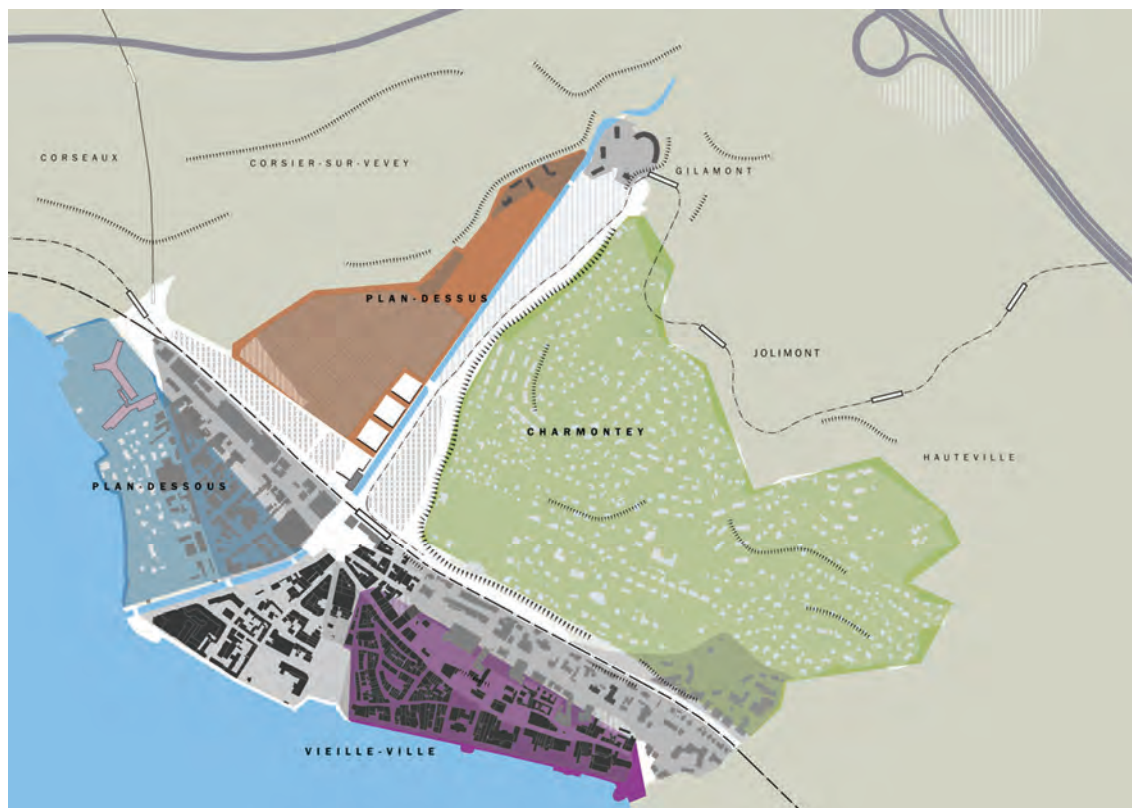 CORSEAUX
CORSIER-SUR-VEVEY
GILAMONT
PLAN-DESSUS
JOLIMONT
CHARMONTEY
HAUTEVILLE
PLAN-DESSOUS
VIEILLE-VILLE